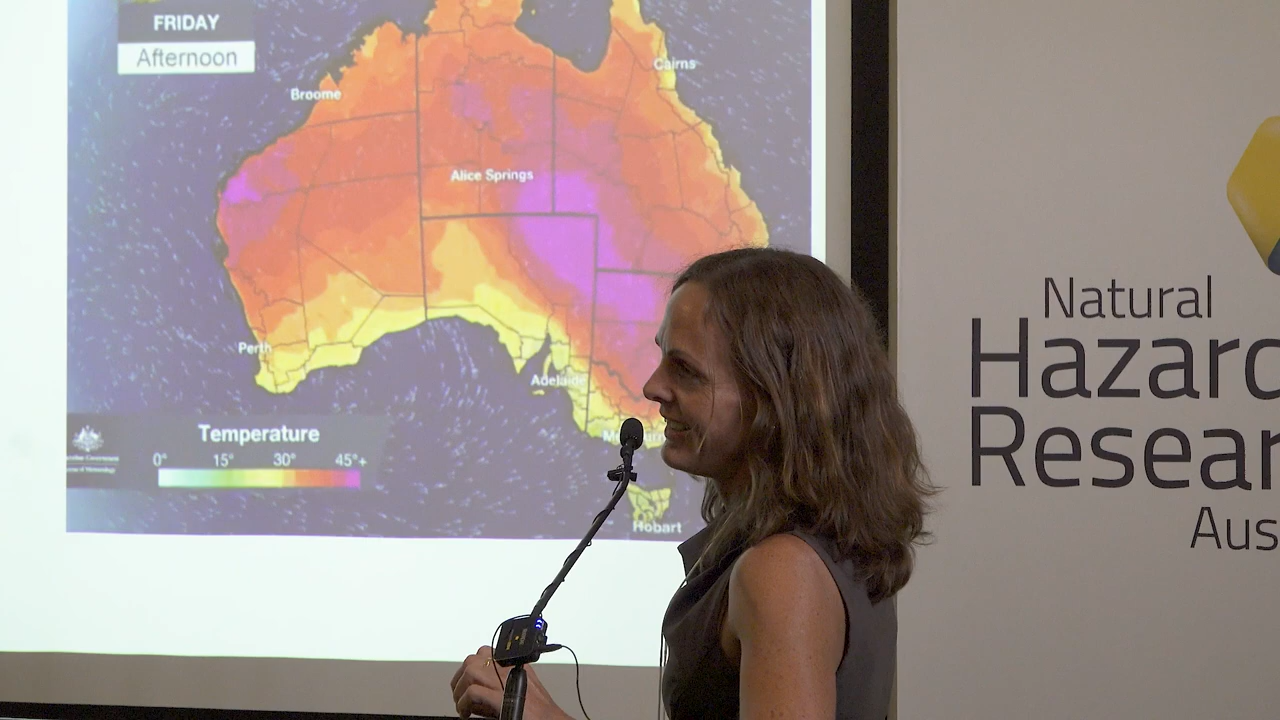 FRIDAY
Afternoon
Cairns
Broome
Alice Springs
Perth
Adelaide
Temperature
0° 15° 30° 45°+
Hobart
Natural
Hazard
Resear
Aus